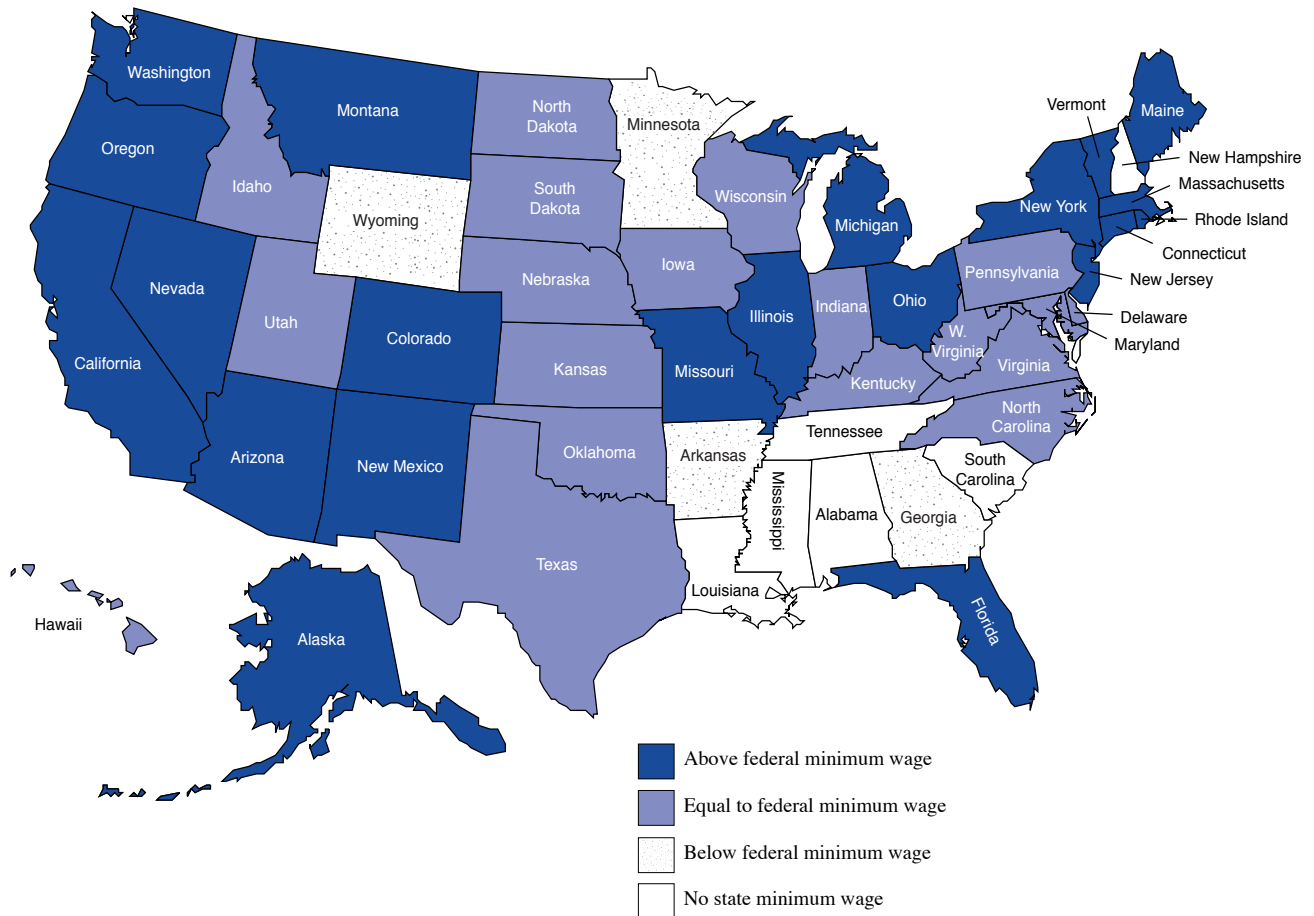 Washington
Oregon
California
Nevada
Idaho
Montana
Wyoming
Utah
Colorado
Arizona
New Mexico
North
Dakota
South
Dakota
Nebraska
Kansas
Oklahoma
Texas
Minnesota
Iowa
Missouri
Arkansas
Louisiana
Wisconsin
Illinois
Michigan
Indiana
Ohio
Kentucky
Tennessee
Mississippi
Alabama
Georgia
Florida
South
Carolina
North
Carolina
Virginia
W.
Virginia
Pennsylvania
New York
Vermont
Maine
New Hampshire
Massachusetts
Rhode Island
Connecticut
New Jersey
Delaware
Maryland
Hawaii
Alaska
Above federal minimum wage
Equal to federal minimum wage
Below federal minimum wage
No state minimum wage